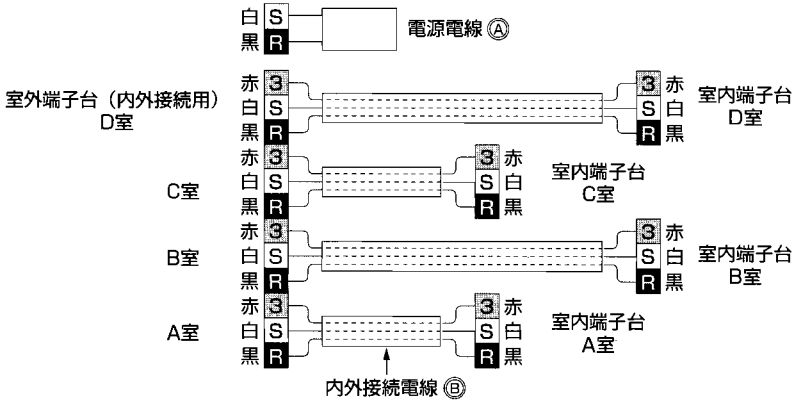 白 S 電源電線 Ⓐ
黒 R
赤 3 3 赤
室外端子台（内外接続用） 白 S S 白 室内端子台
D室 黒 R R 黒 D室
赤 3 3 赤
C室 白 S S 白 室内端子台
黒 R R 黒 C室
赤 3 3 赤
B室 白 S S 白 室内端子台
黒 R R 黒 B室
赤 3 3 赤
A室 白 S S 白 室内端子台
黒 R R 黒 A室
内外接続電線 Ⓑ